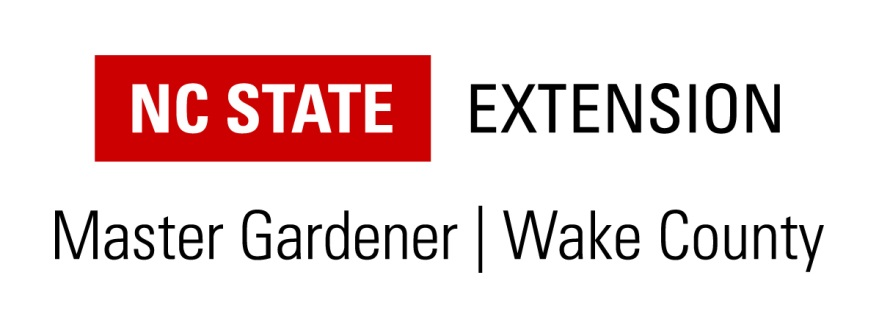 NC STATE EXTENSION
Master Gardener | Wake County